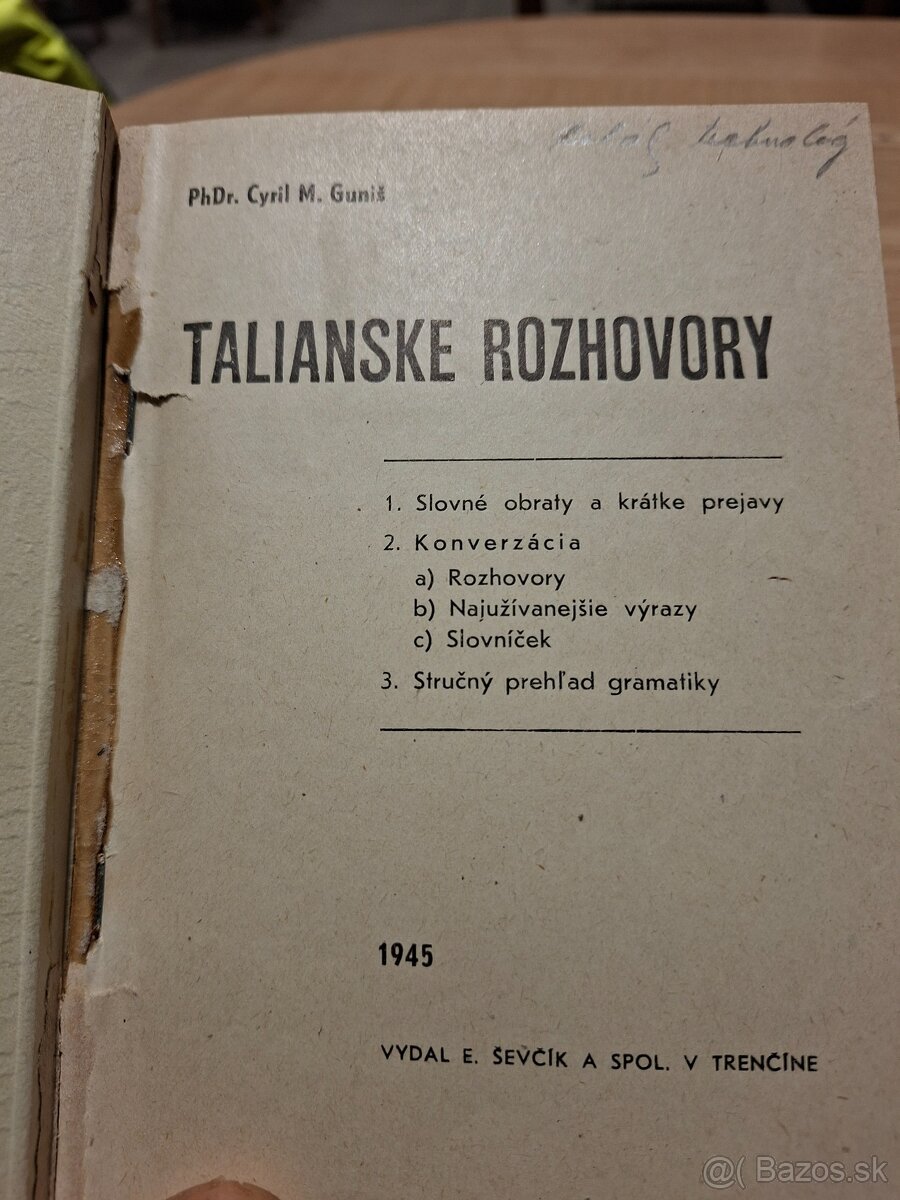 technológ
PhDr. Cyril M. Guniš
TALIANSKE ROZHOVORY
1. Slovné obraty a krátke prejavy
2. Konverzácia
a) Rozhovory
b) Najužívanejšie výrazy
c) Slovníček
3. Stručný prehľad gramatiky
1945
VYDAL E. ŠEVČÍK A SPOL. V TRENČÍNE
@( Bazos.sk